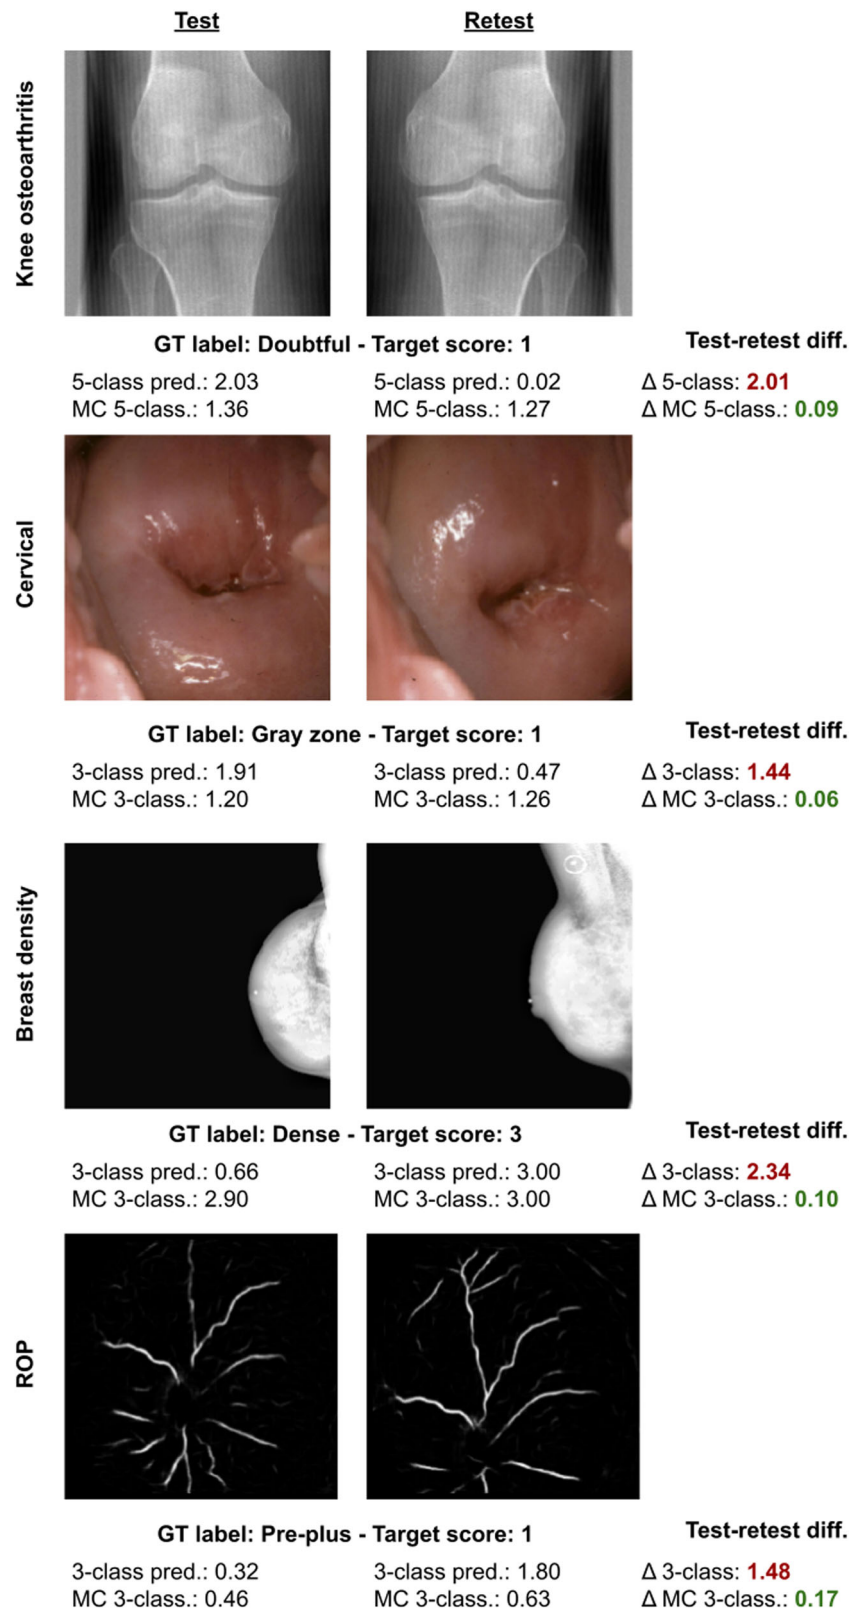 Test Retest
Knee osteoarthritis
GT label: Doubtful - Target score: 1 Test-retest diff.
5-class pred.: 2.03 5-class pred.: 0.02 Δ 5-class: 2.01
MC 5-class.: 1.36 MC 5-class.: 1.27 Δ MC 5-class.: 0.09
Cervical
GT label: Gray zone - Target score: 1 Test-retest diff.
3-class pred.: 1.91 3-class pred.: 0.47 Δ 3-class: 1.44
MC 3-class.: 1.20 MC 3-class.: 1.26 Δ MC 3-class.: 0.06
Breast density
GT label: Dense - Target score: 3 Test-retest diff.
3-class pred.: 0.66 3-class pred.: 3.00 Δ 3-class: 2.34
MC 3-class.: 2.90 MC 3-class.: 3.00 Δ MC 3-class.: 0.10
ROP
GT label: Pre-plus - Target score: 1 Test-retest diff.
3-class pred.: 0.32 3-class pred.: 1.80 Δ 3-class: 1.48
MC 3-class.: 0.46 MC 3-class.: 0.63 Δ MC 3-class.: 0.17